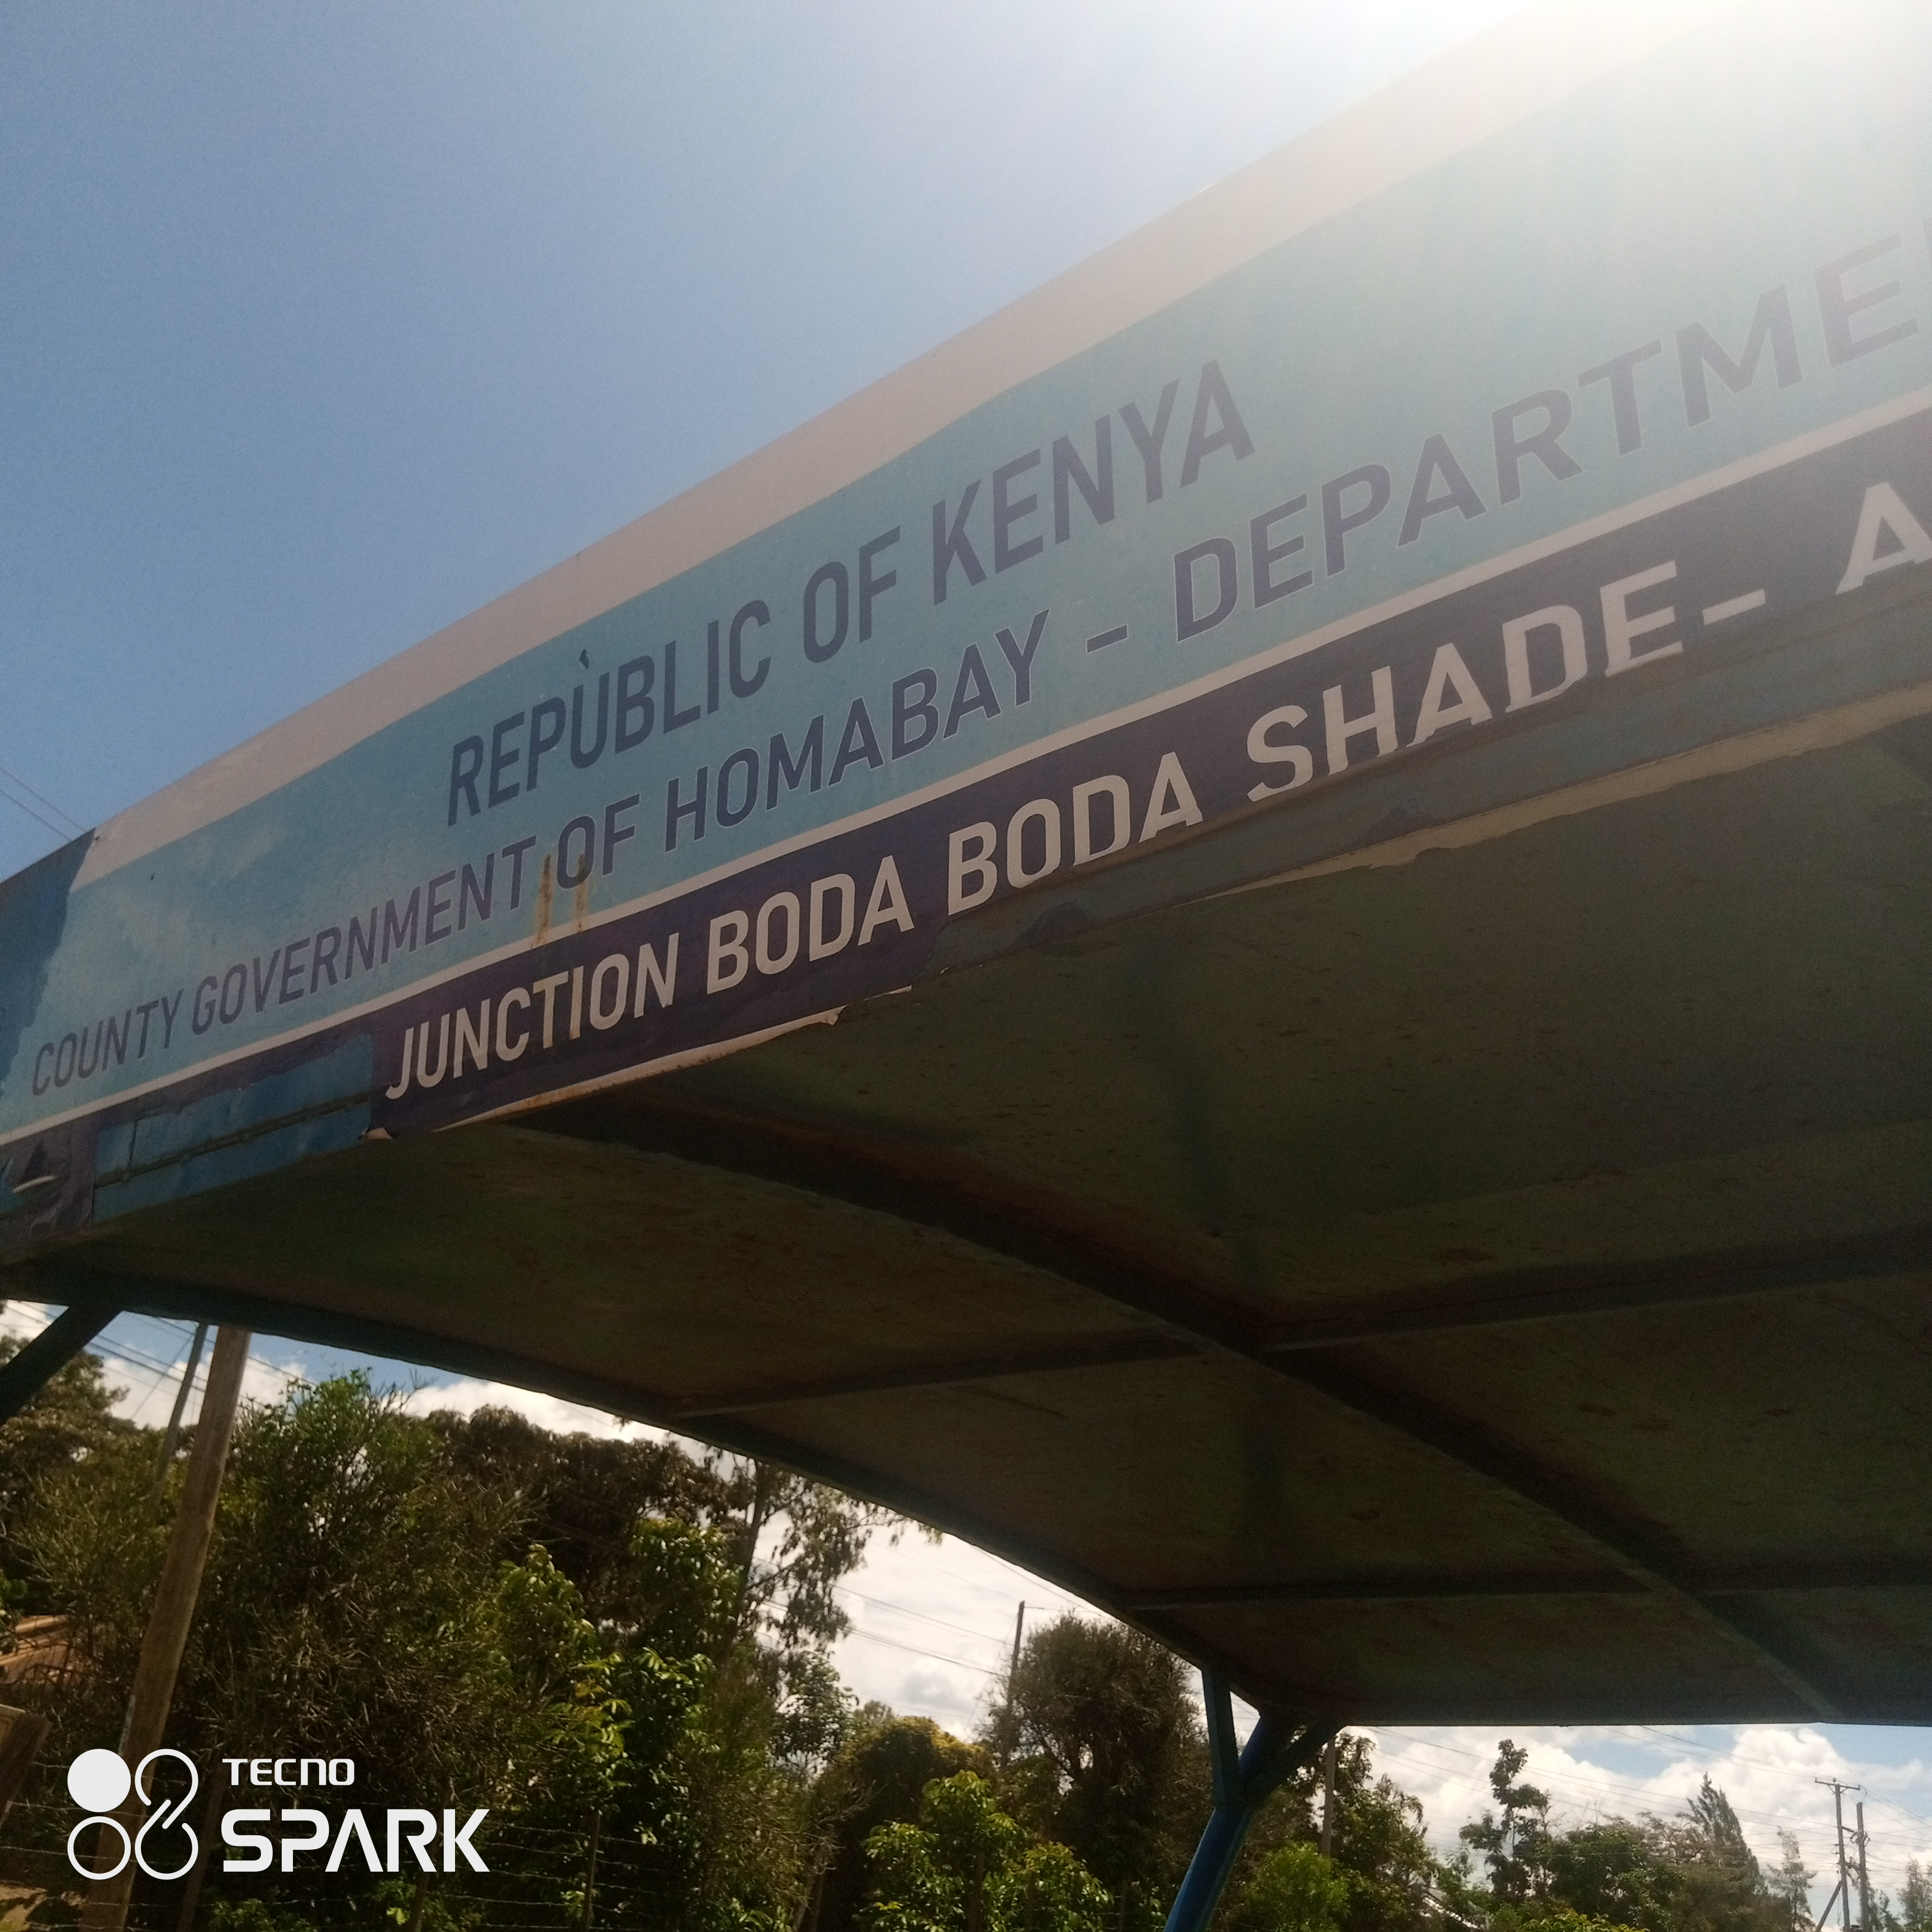 REPUBLIC OF KENYA
COUNTY GOVERNMENT OF HOMABAY - DEPARTME
JUNCTION BODA BODA SHADE- A
TECNO
SPARK